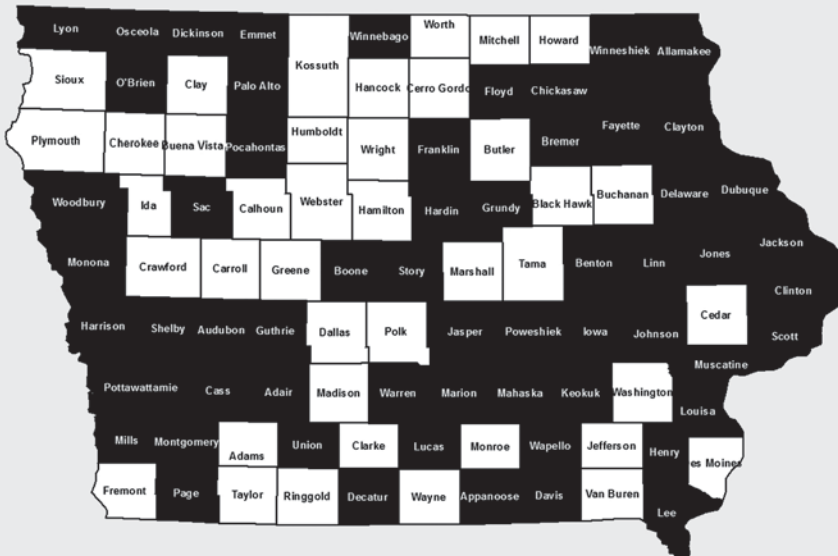 Lyon
Osceola
Dickinson
Emmet
Kossuth
Winnebago
Worth
Mitchell
Howard
Winneshiek
Allamakee
Sioux
O'Brien
Clay
Palo Alto
Hancock
Cerro Gordo
Floyd
Chickasaw
Plymouth
Cherokee
Buena Vista
Pocahontas
Humboldt
Wright
Franklin
Butler
Bremer
Fayette
Clayton
Woodbury
Ida
Sac
Calhoun
Webster
Hamilton
Hardin
Grundy
Black Hawk
Buchanan
Delaware
Dubuque
Monona
Crawford
Carroll
Greene
Boone
Story
Marshall
Tama
Benton
Linn
Jones
Jackson
Clinton
Harrison
Shelby
Audubon
Guthrie
Dallas
Polk
Jasper
Poweshiek
Iowa
Johnson
Cedar
Scott
Muscatine
Pottawattamie
Cass
Adair
Madison
Warren
Marion
Mahaska
Keokuk
Washington
Louisa
Mills
Montgomery
Adams
Union
Clarke
Lucas
Monroe
Wapello
Jefferson
Henry
es Moines
Fremont
Page
Taylor
Ringgold
Decatur
Wayne
Appanoose
Davis
Van Buren
Lee